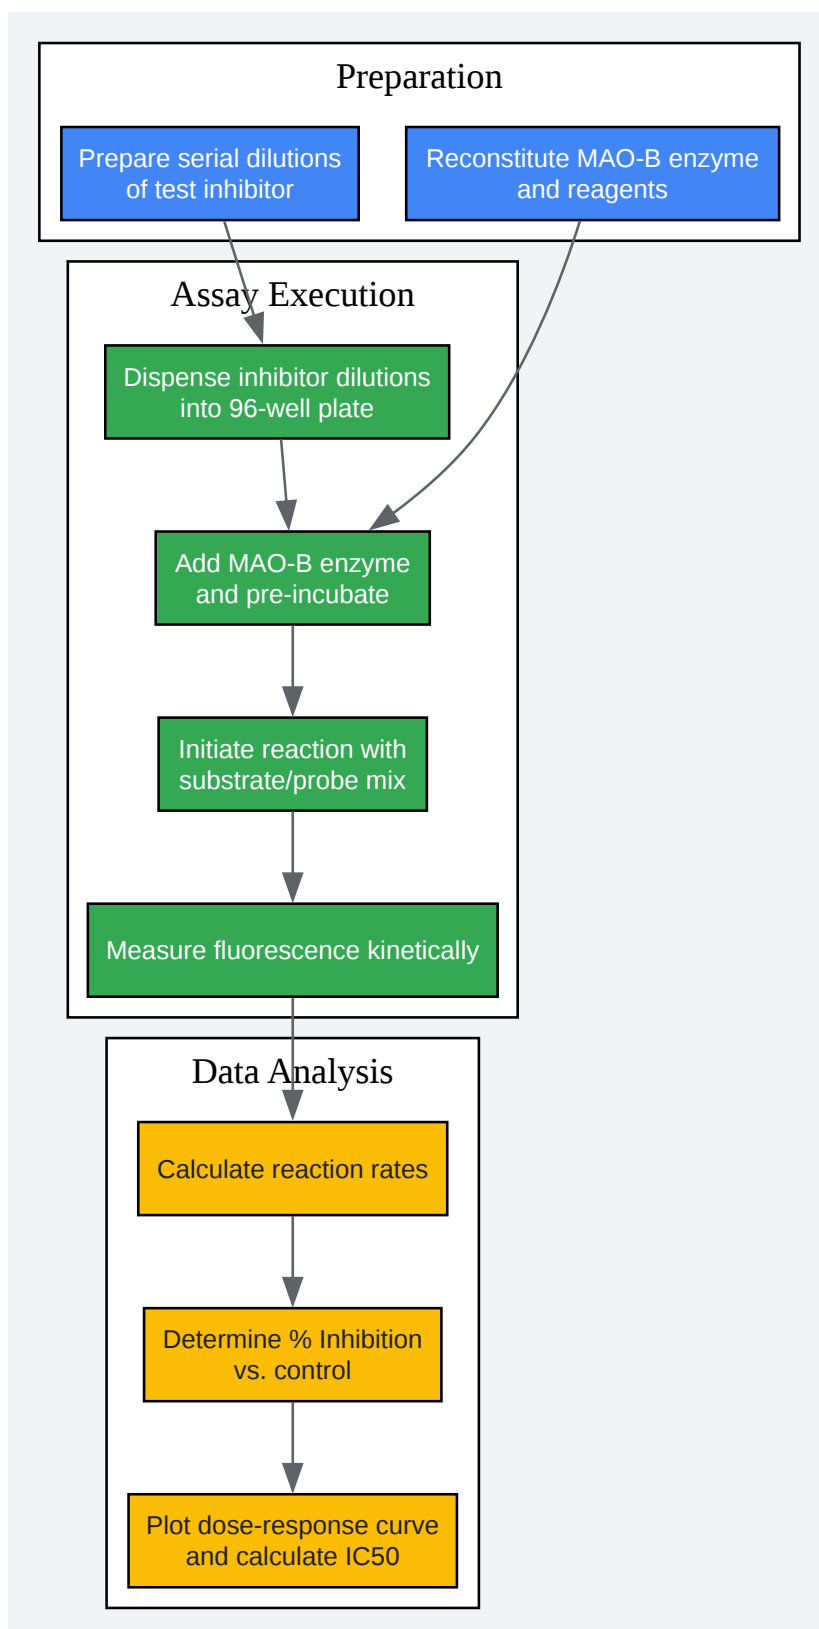 Preparation
Prepare serial dilutions
of test inhibitor
Reconstitute MAO-B enzyme
and reagents
Assay Execution
Dispense inhibitor dilutions
into 96-well plate
Add MAO-B enzyme
and pre-incubate
Initiate reaction with
substrate/probe mix
Measure fluorescence kinetically
Data Analysis
Calculate reaction rates
Determine % Inhibition
vs. control
Plot dose-response curve
and calculate IC50